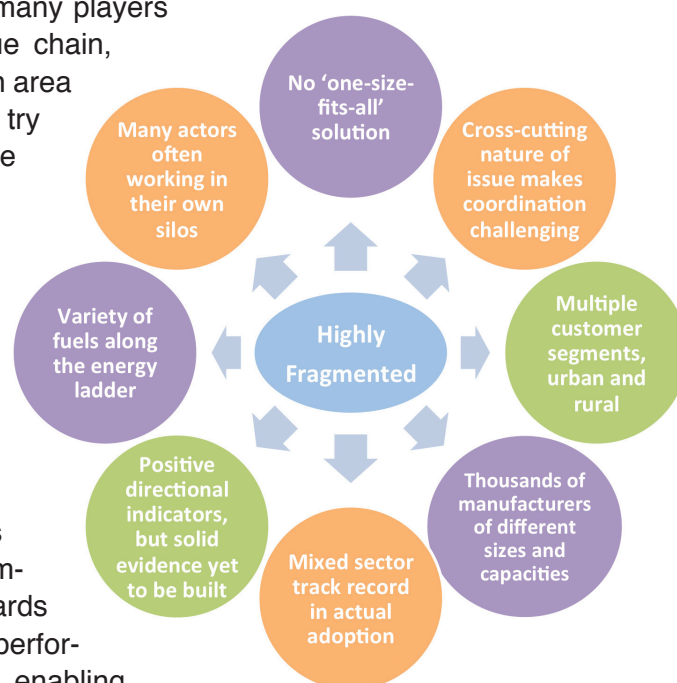 many players
ue chain,
n area
try
e
No ‘one-size-
fits-all’
solution
Many actors
often
working in
their own
silos
Cross-cutting
nature of
issue makes
coordination
challenging
Variety of
fuels along
the energy
ladder
Highly
Fragmented
Multiple
customer
segments,
urban and
rural
Positive
directional
indicators,
but solid
evidence yet
to be built
Mixed sector
track record
in actual
adoption
Thousands of
manufacturers
of different
sizes and
capacities
s
m-
ards
perfor-
enabling